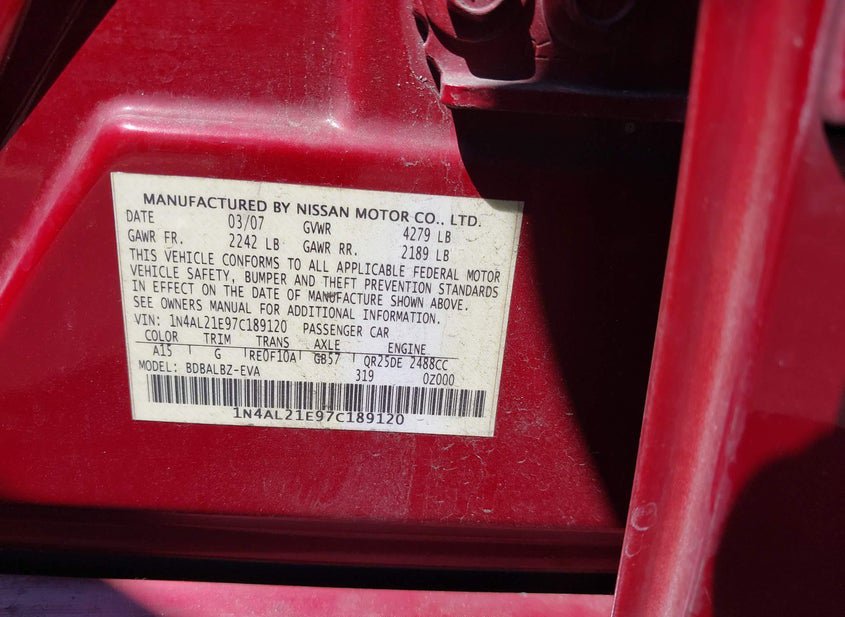 MANUFACTURED BY NISSAN MOTOR CO., LTD.
DATE 03/07 GVWR 4279 LB
GAWR FR. 2242 LB GAWR RR. 2189 LB
THIS VEHICLE CONFORMS TO ALL APPLICABLE FEDERAL MOTOR
VEHICLE SAFETY, BUMPER AND THEFT PREVENTION STANDARDS
IN EFFECT ON THE DATE OF MANUFACTURE SHOWN ABOVE.
SEE OWNERS MANUAL FOR ADDITIONAL INFORMATION.
VIN: 1N4AL21E97C189120 PASSENGER CAR
COLOR TRIM TRANS AXLE ENGINE
A15 G RE0F10A GB57 QR25DE 2488CC
MODEL: BDBALBZ-EVA 319 0Z000
1N4AL21E97C189120